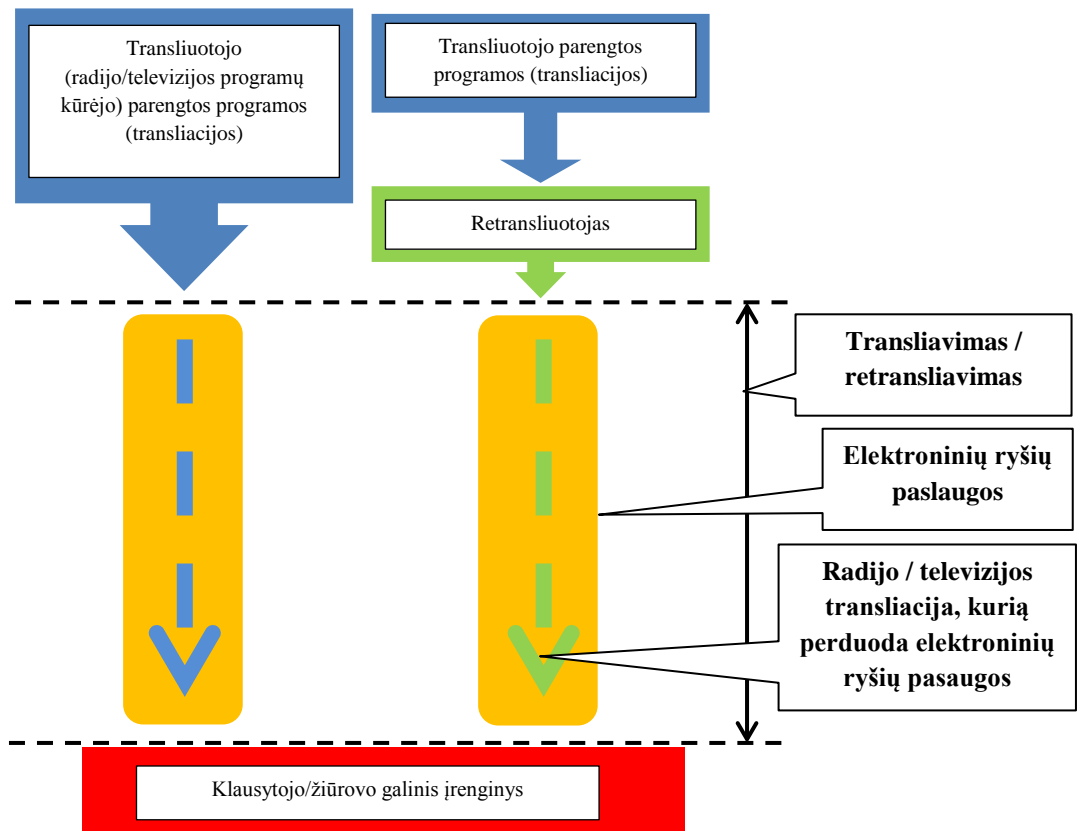 Transliuotojo
(radijo/televizijos programų
kūrėjo) parengtos programos
(transliacijos)
Transliuotojo parengtos
programos (transliacijos)
Retransliuotojas
Transliavimas /
retransliavimas
Elektroninių ryšių
paslaugos
Radijo / televizijos
transliacija, kurią
perduoda elektroninių
ryšių pasaugos
Klausytojo/žiūrovo galinis įrenginys